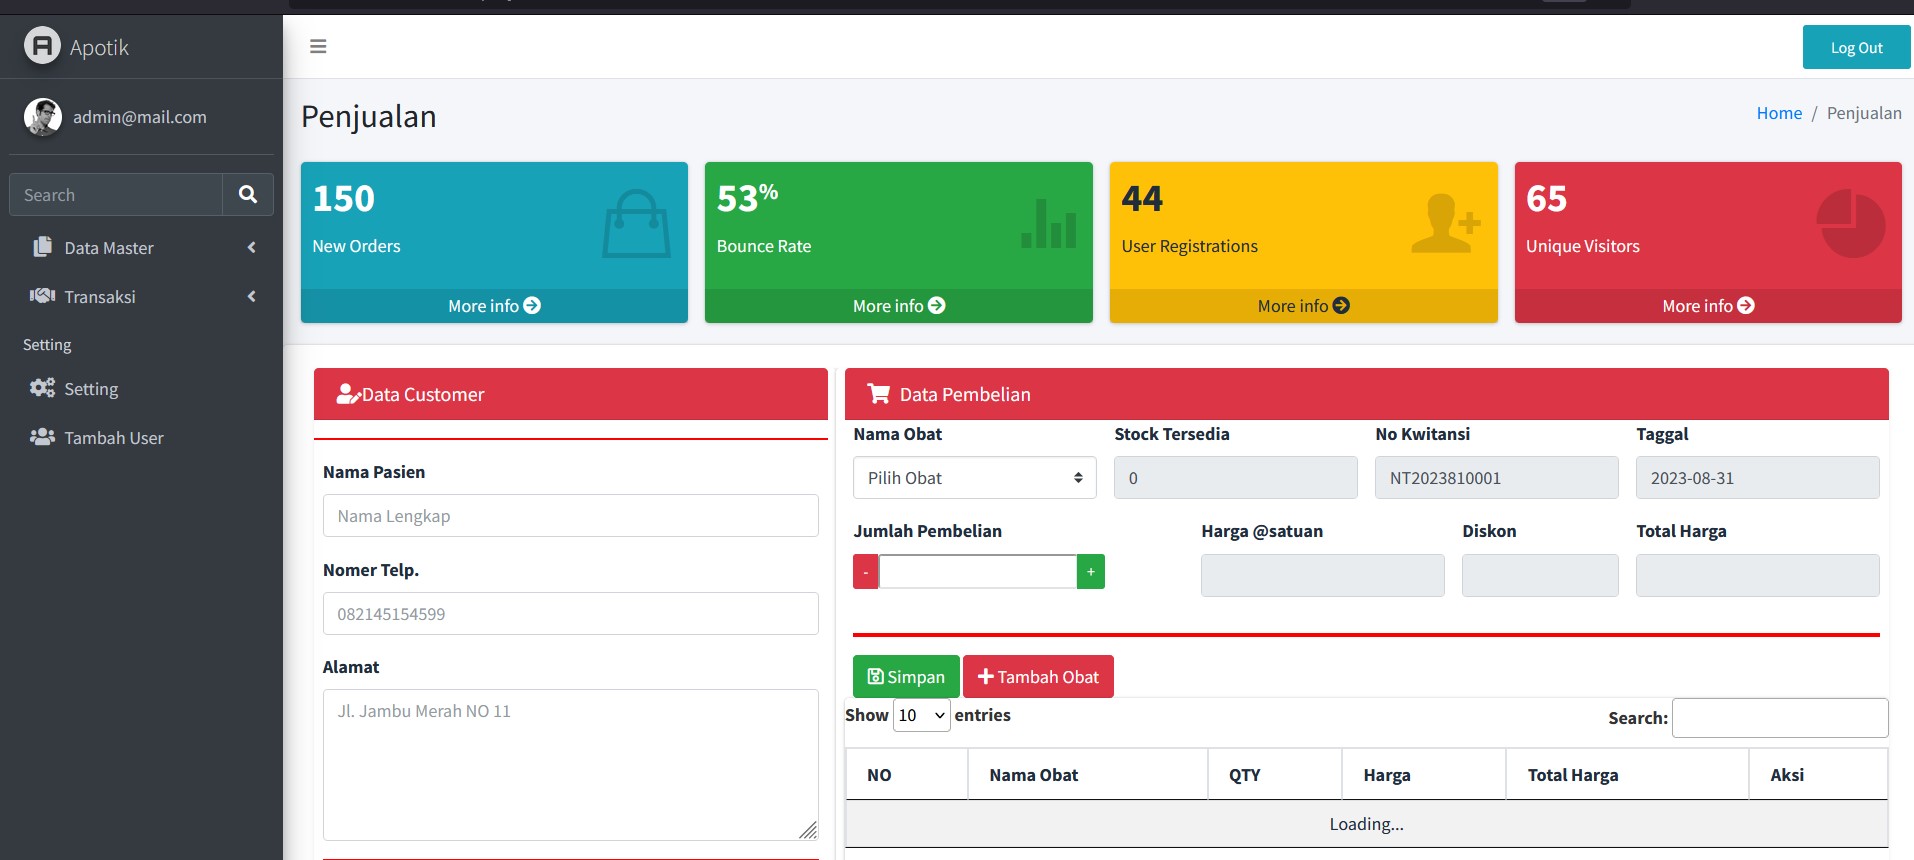 Apotik
Log Out
admin@mail.com
Penjualan
Home / Penjualan
Search
150
New Orders
More info
53%
Bounce Rate
More info
44
User Registrations
More info
65
Unique Visitors
More info
Data Master
Transaksi
Setting
Setting
Tambah User
Data Customer
Nama Pasien
Nama Lengkap
Nomer Telp.
082145154599
Alamat
Jl. Jambu Merah NO 11
Data Pembelian
Nama Obat Stock Tersedia No Kwitansi Taggal
Pilih Obat 0 NT2023810001 2023-08-31
Jumlah Pembelian Harga @satuan Diskon Total Harga
- +
Simpan Tambah Obat
Show 10 entries Search:
NO Nama Obat QTY Harga Total Harga Aksi
Loading...